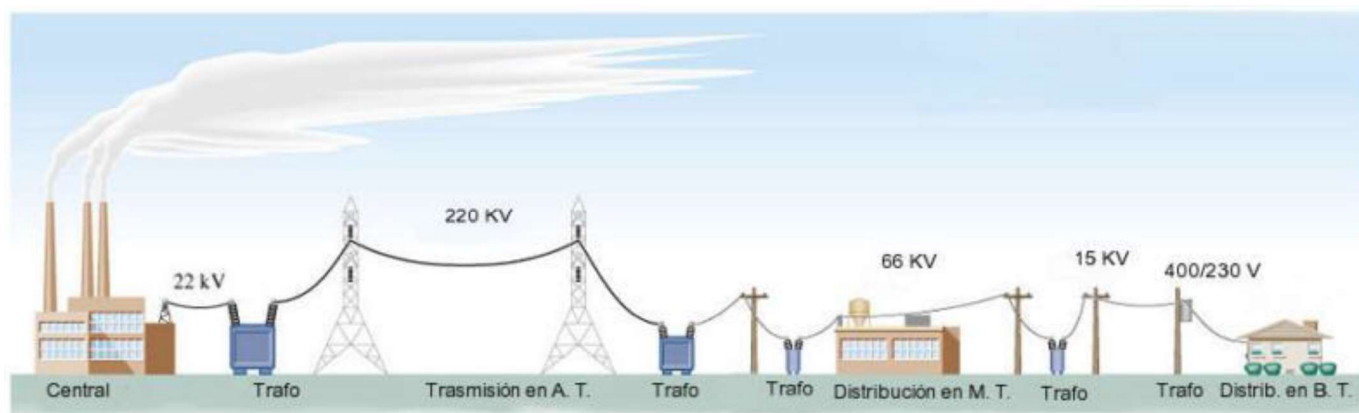 220 KV
22 kV
66 KV
15 KV
400/230 V
Central
Trafo
Trasmisión en A. T.
Trafo
Trafo
Distribución en M. T.
Trafo
Trafo
Distrib. en B. T.